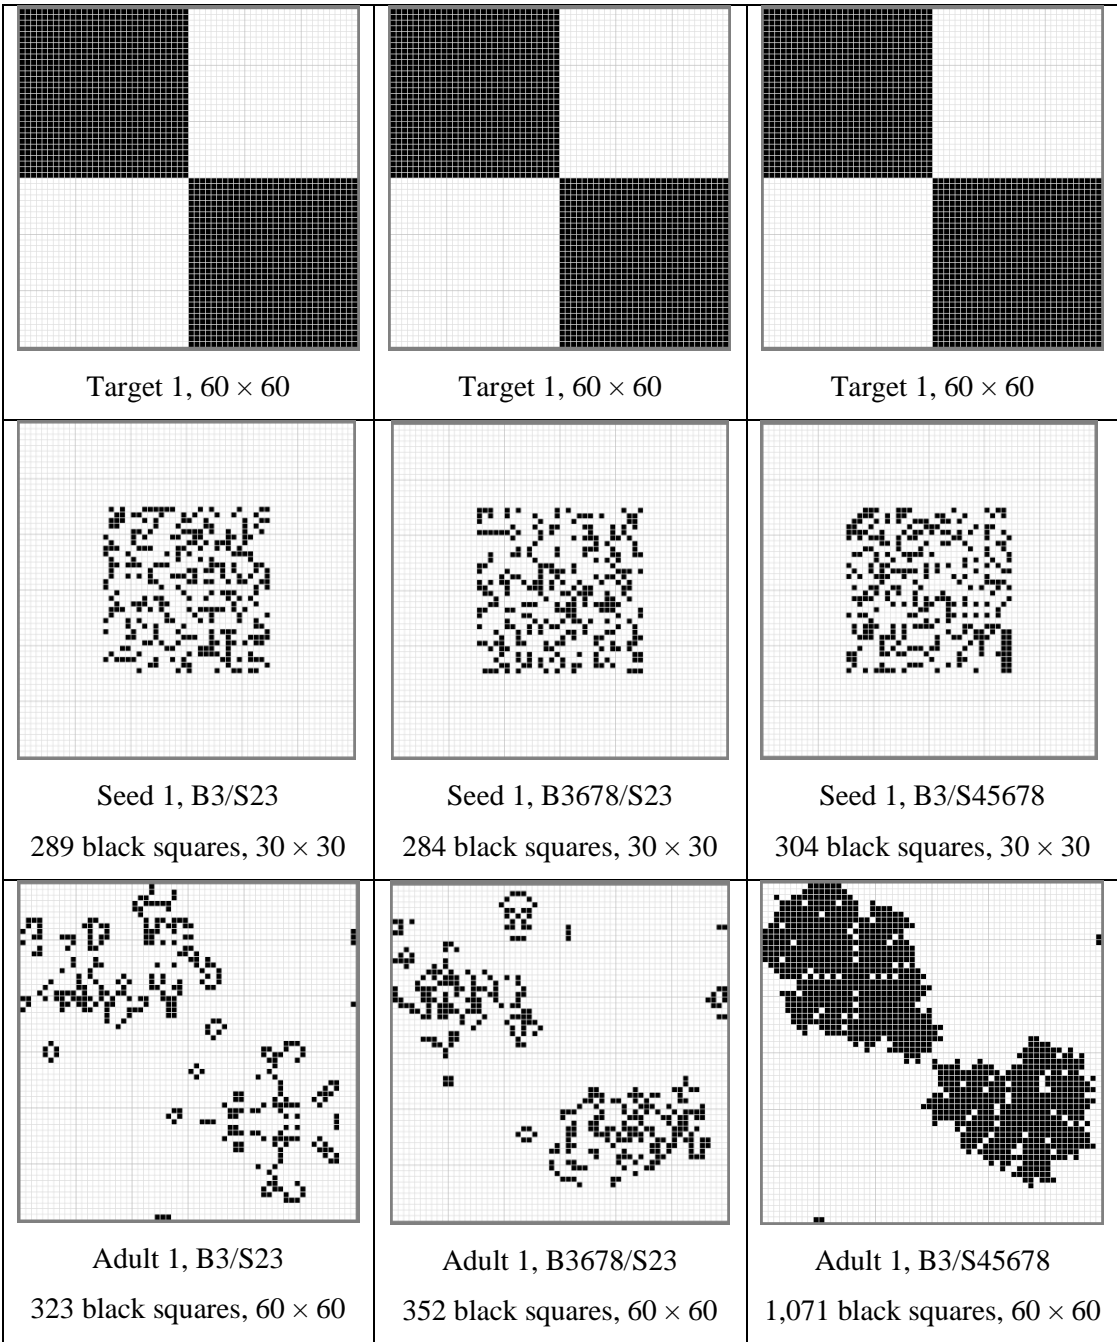 Target 1, 60 × 60
Target 1, 60 × 60
Target 1, 60 × 60
Seed 1, B3/S23
289 black squares, 30 × 30
Seed 1, B3678/S23
284 black squares, 30 × 30
Seed 1, B3/S45678
304 black squares, 30 × 30
Adult 1, B3/S23
323 black squares, 60 × 60
Adult 1, B3678/S23
352 black squares, 60 × 60
Adult 1, B3/S45678
1,071 black squares, 60 × 60